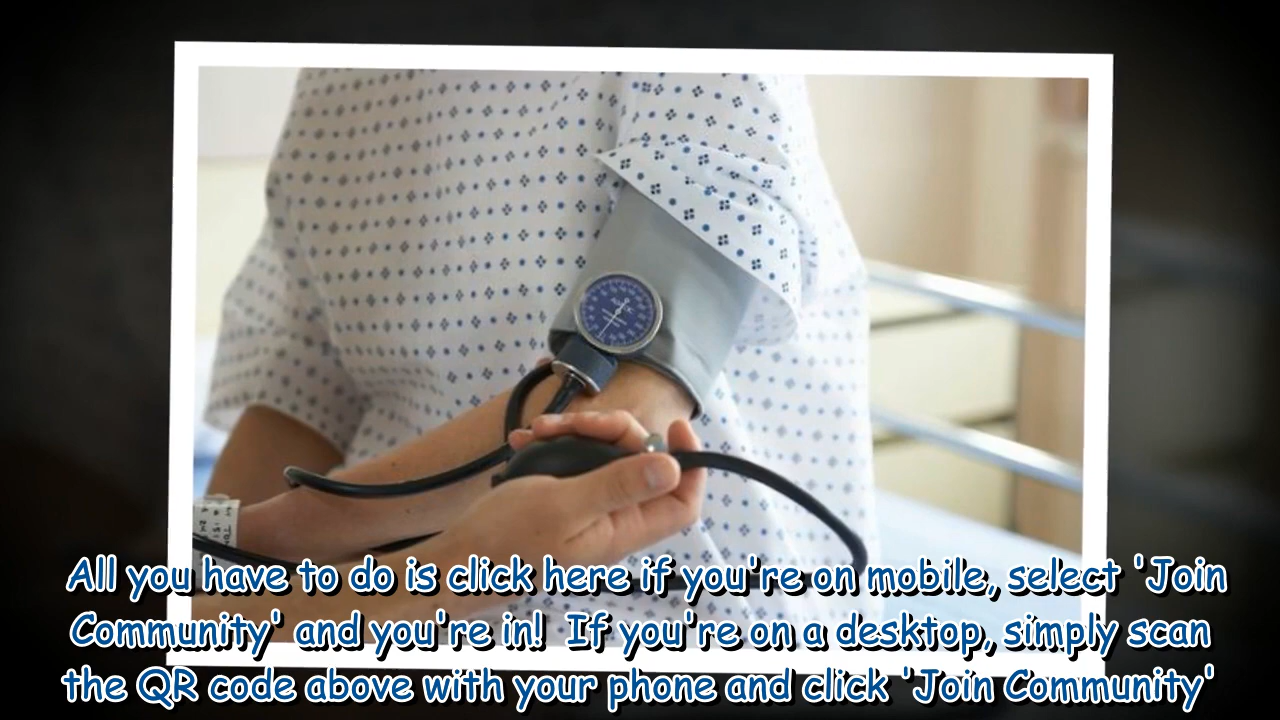 All you have to do is click here if you're on mobile, select 'Join
Community' and you're in!  If you're on a desktop, simply scan
the QR code above with your phone and click 'Join Community'